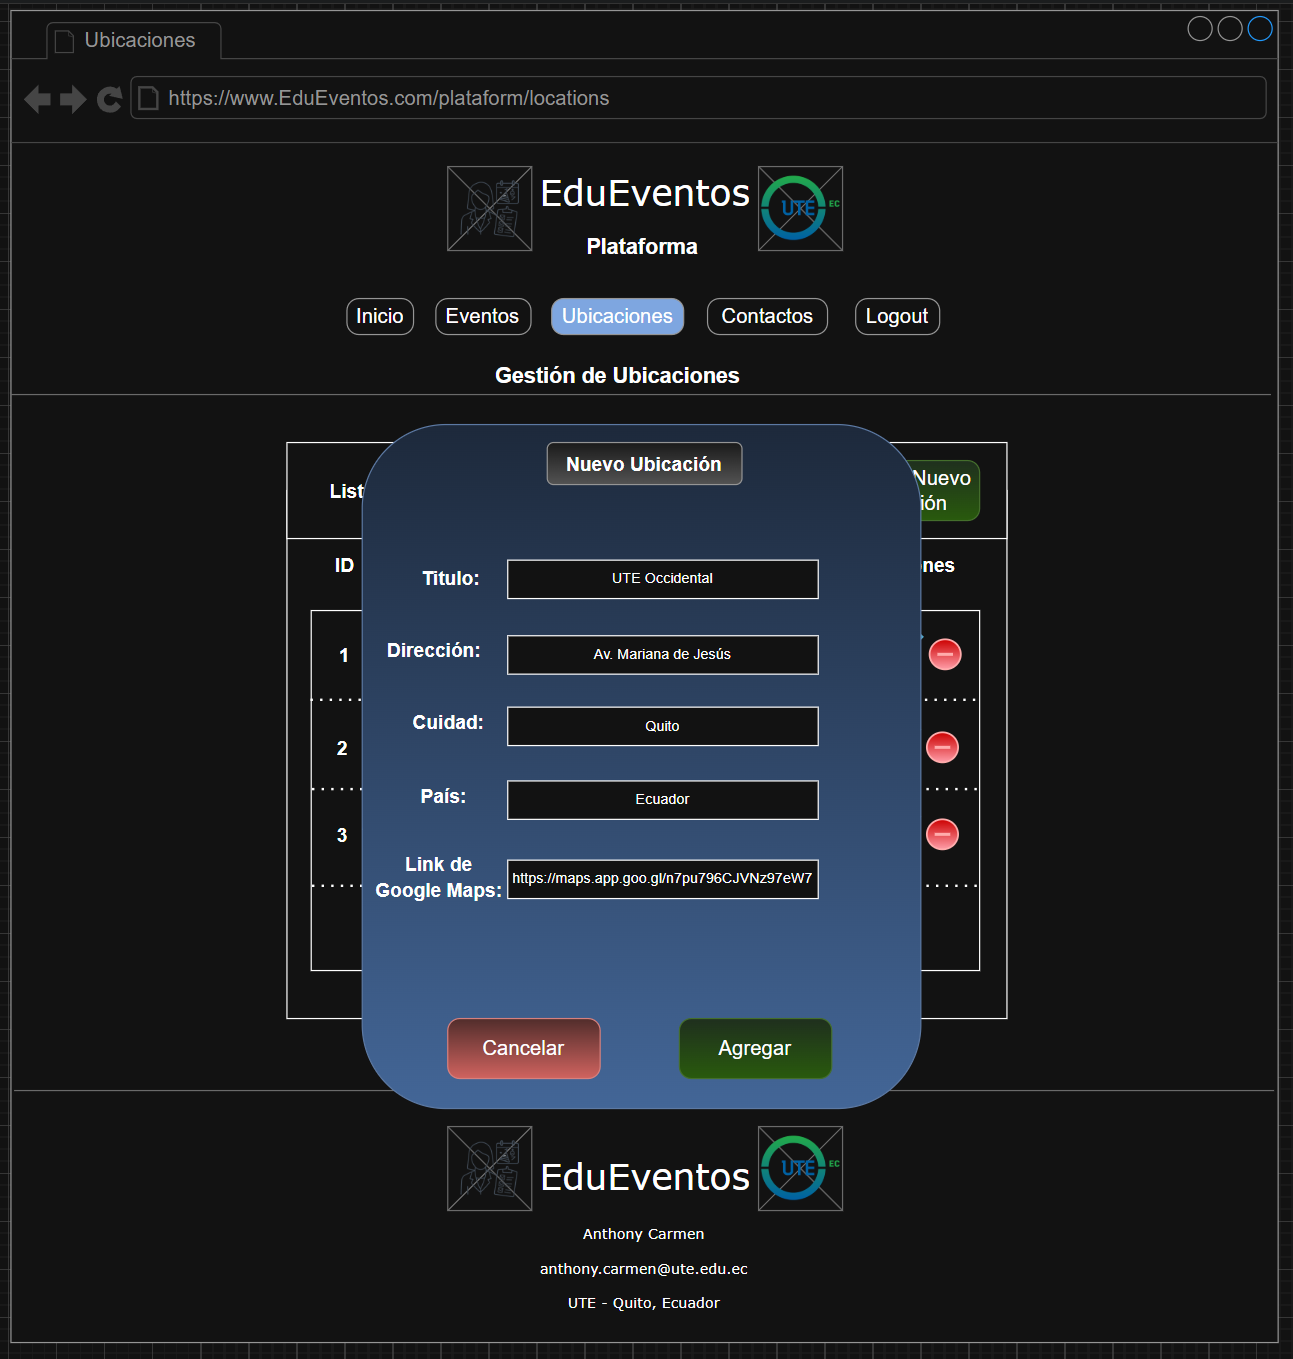 Ubicaciones
https://www.EduEventos.com/plataform/locations
EduEventos
UTE EC
Plataforma
Inicio Eventos Ubicaciones Contactos Logout
Gestión de Ubicaciones
Nuevo Ubicación
List
Nuevo
ión
ID
nes
Titulo: UTE Occidental
1
Dirección: Av. Mariana de Jesús
Cuidad: Quito
2
País: Ecuador
3
Link de
Google Maps: https://maps.app.goo.gl/n7pu796CJVNz97eW7
Cancelar Agregar
EduEventos
UTE EC
Anthony Carmen
anthony.carmen@ute.edu.ec
UTE - Quito, Ecuador